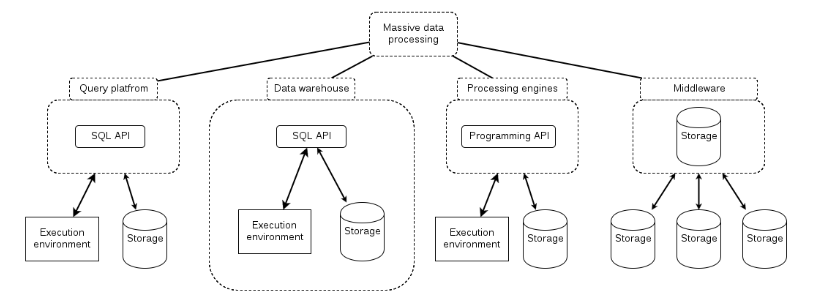 Massive data
processing
Query platfrom
Data warehouse
Processing engines
Middleware
SQL API
SQL API
Programming API
Storage
Execution
environment
Storage
Execution
environment
Storage
Execution
environment
Storage
Storage
Storage
Storage